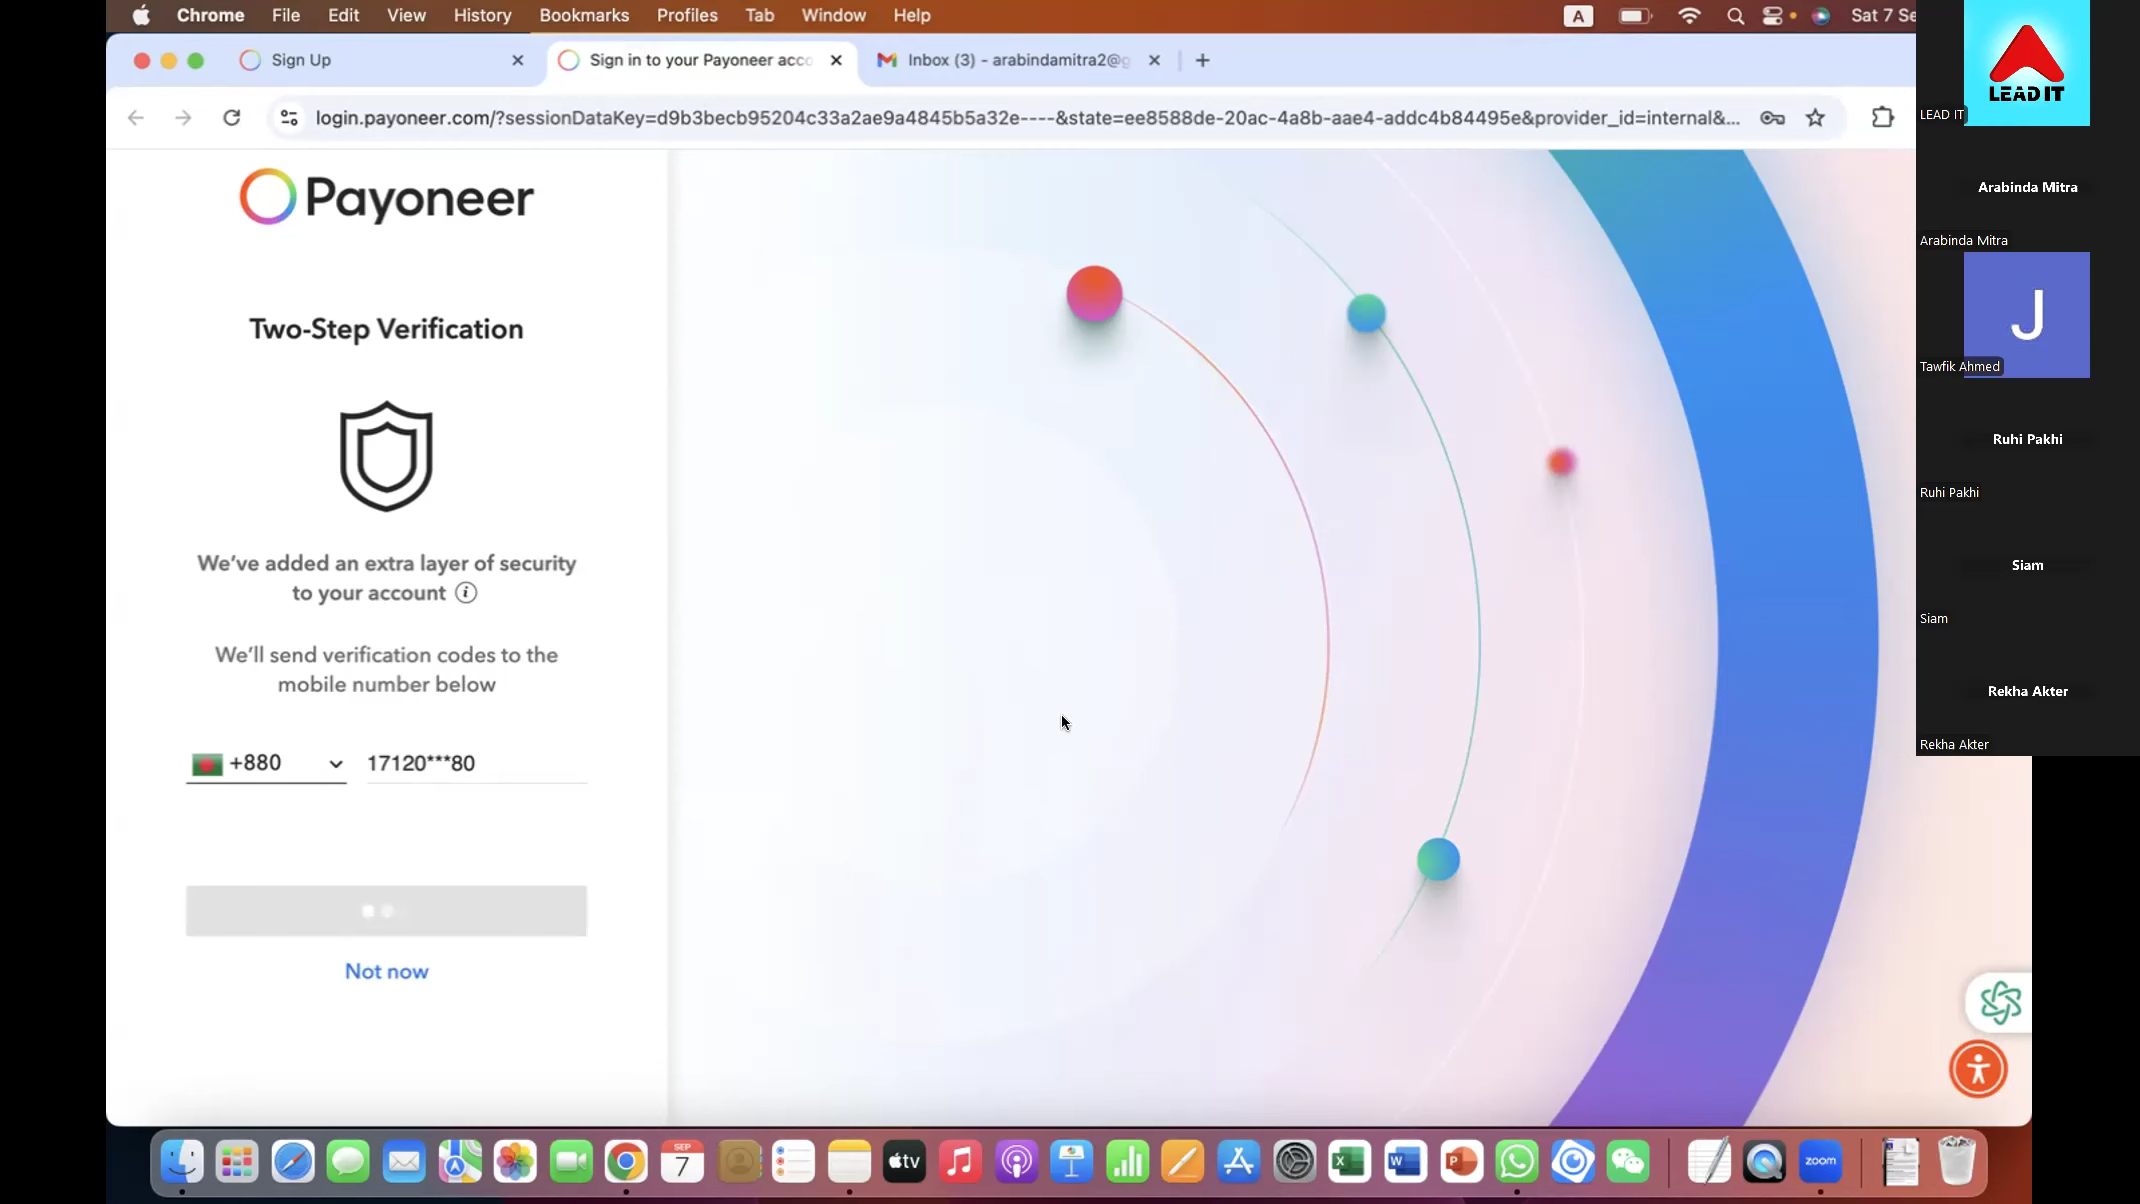 Chrome File Edit View History Bookmarks Profiles Tab Window Help
A
Sat 7 Se
Sign Up
Sign in to your Payoneer acco
Inbox (3) - arabindamitra2@g
login.payoneer.com/?sessionDataKey=d9b3becb95204c33a2ae9a4845b5a32e----&state=ee8588de-20ac-4a8b-aae4-addc4b84495e&provider_id=internal&...
Payoneer
Two-Step Verification
We've added an extra layer of security
to your account
We'll send verification codes to the
mobile number below
+880
17120***80
Not now
LEAD IT
LEAD IT
Arabinda Mitra
Arabinda Mitra
J
Tawfik Ahmed
Ruhi Pakhi
Ruhi Pakhi
Siam
Siam
Rekha Akter
Rekha Akter
SEP
7
tv
X
W
P
zoom